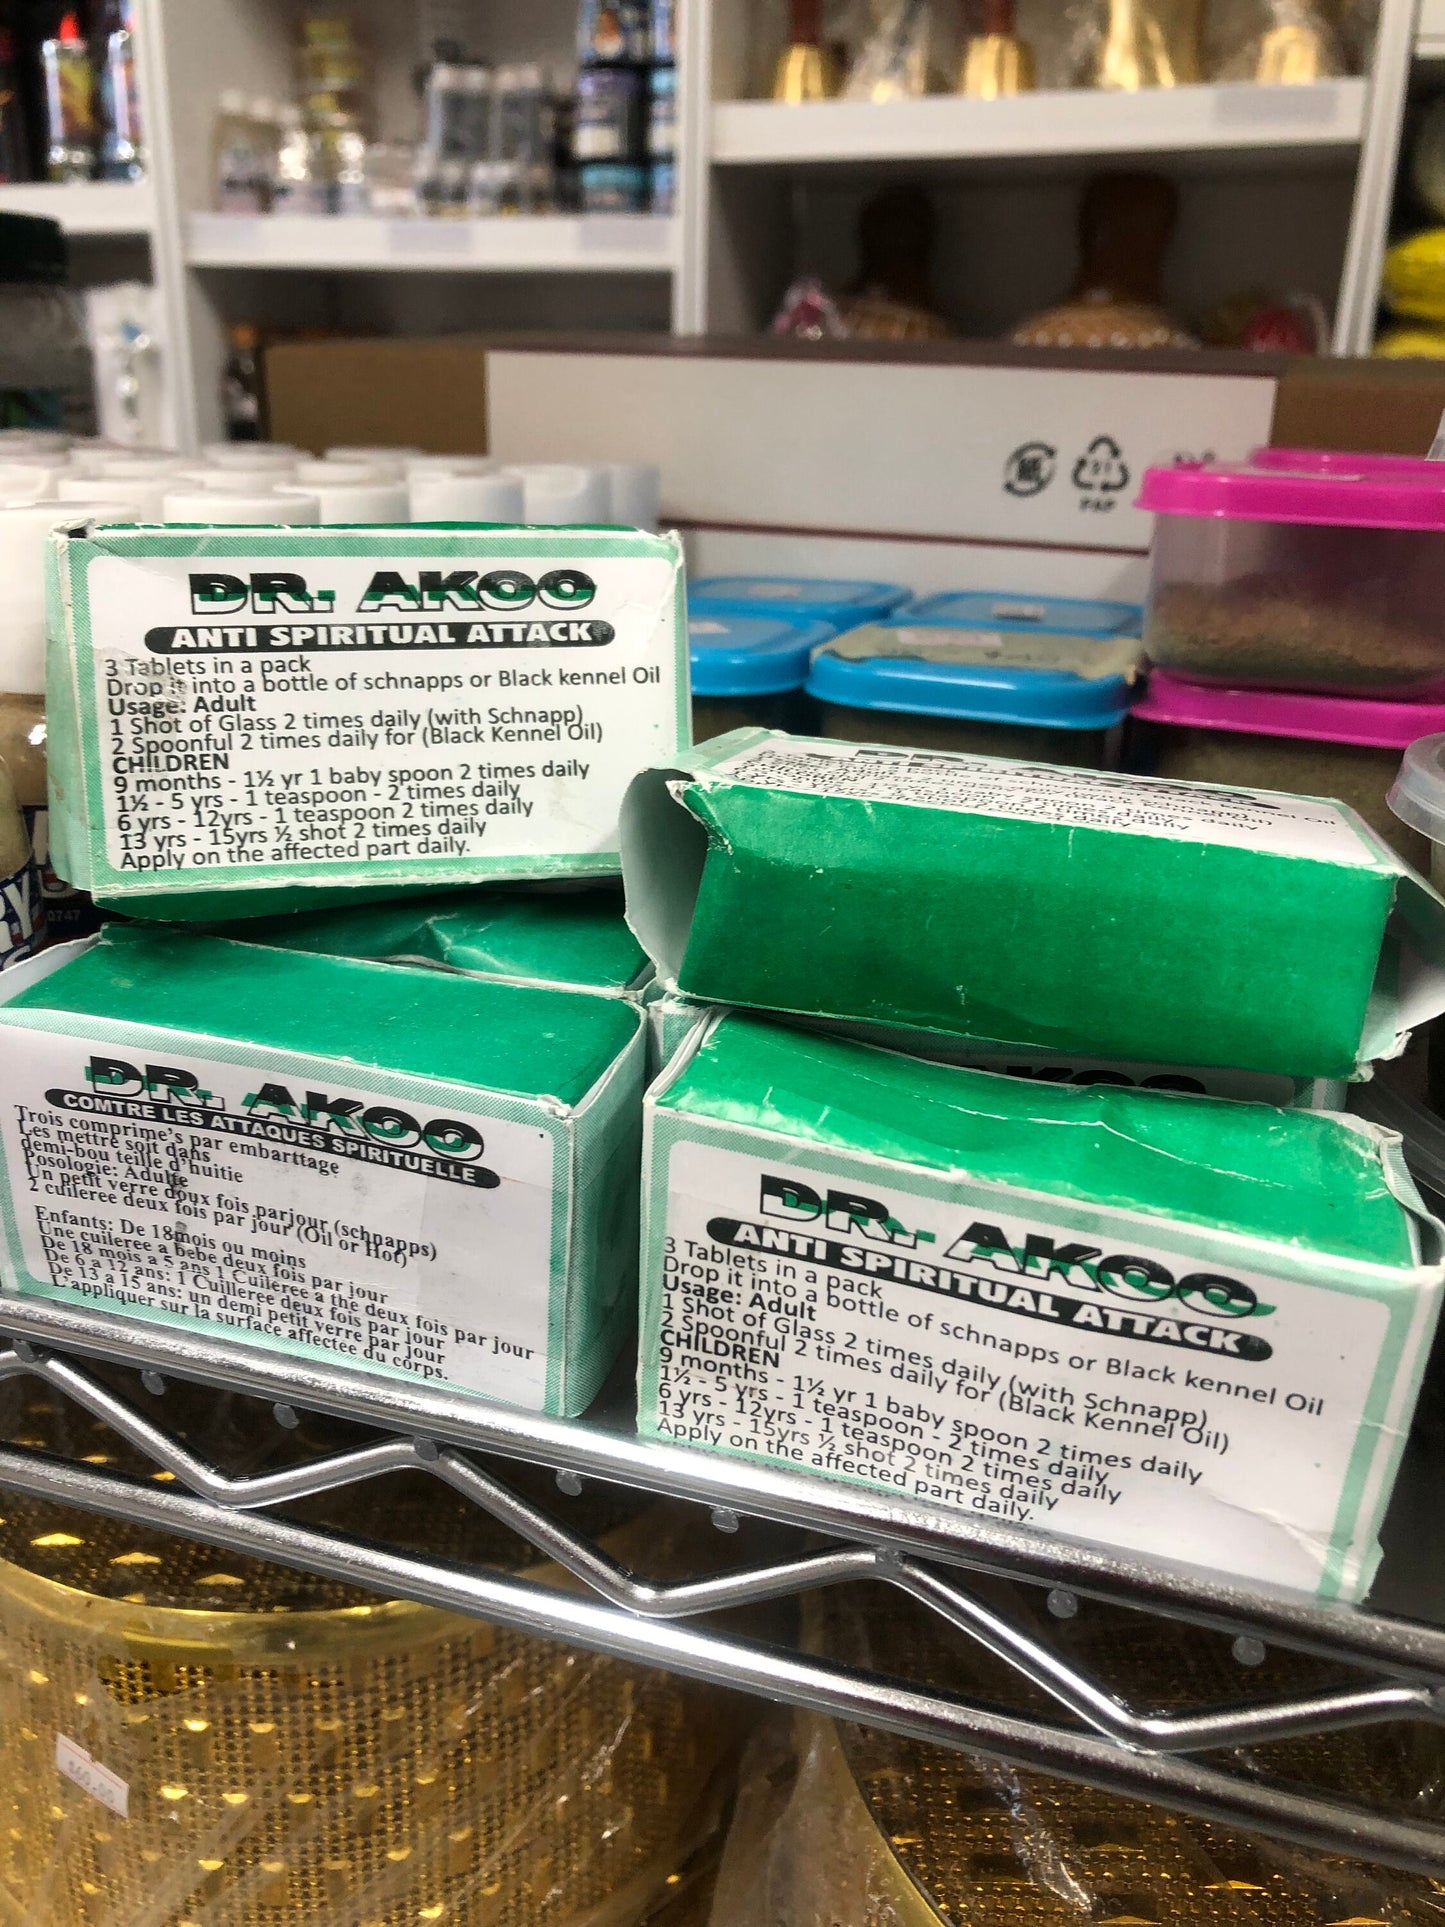 DR. AKOO
ANTI SPIRITUAL ATTACK
3 Tablets in a pack
Drop it into a bottle of schnapps or Black kennel Oil
Usage: Adult
1 Shot of Glass 2 times daily (with Schnapp)
2 Spoonful 2 times daily for (Black Kennel Oil)
CHILDREN
9 months - 1½ yr 1 baby spoon 2 times daily
1½ - 5 yrs - 1 teaspoon - 2 times daily
6 yrs - 12yrs - 1 teaspoon 2 times daily
13 yrs - 15yrs ½ shot 2 times daily
Apply on the affected part daily.
PAP
0747
DR. AKOO
COMTRE LES ATTAQUES SPIRITUELLE
Trois comprime's par embarttage
Les mettre soit dans
demi-bou teille d'huitie
Posologie: Adulte
Un petit verre doux fois parjour (schnapps)
2 cuileree deux fois par jour (Oil or Hot)
Enfants: De 18mois ou moins
Une cuileree a bebe deux fois par jour
De 18 mois a 5 ans 1 Cuileree a the deux fois par jour
De 6 a 12 ans: 1 Cuilleree deux fois par jour
De 13 a 15 ans: un demi petit verre par jour
L'appliquer sur la surface affectee du corps.
DR. AKOO
ANTI SPIRITUAL ATTACK
3 Tablets in a pack
Drop it into a bottle of schnapps or Black kennel Oil
Usage: Adult
1 Shot of Glass 2 times daily (with Schnapp)
2 Spoonful 2 times daily for (Black Kennel Oil)
CHILDREN
9 months - 1½ yr 1 baby spoon 2 times daily
1½ - 5 yrs - 1 teaspoon - 2 times daily
6 yrs - 12yrs - 1 teaspoon 2 times daily
13 yrs - 15yrs ½ shot 2 times daily
Apply on the affected part daily.